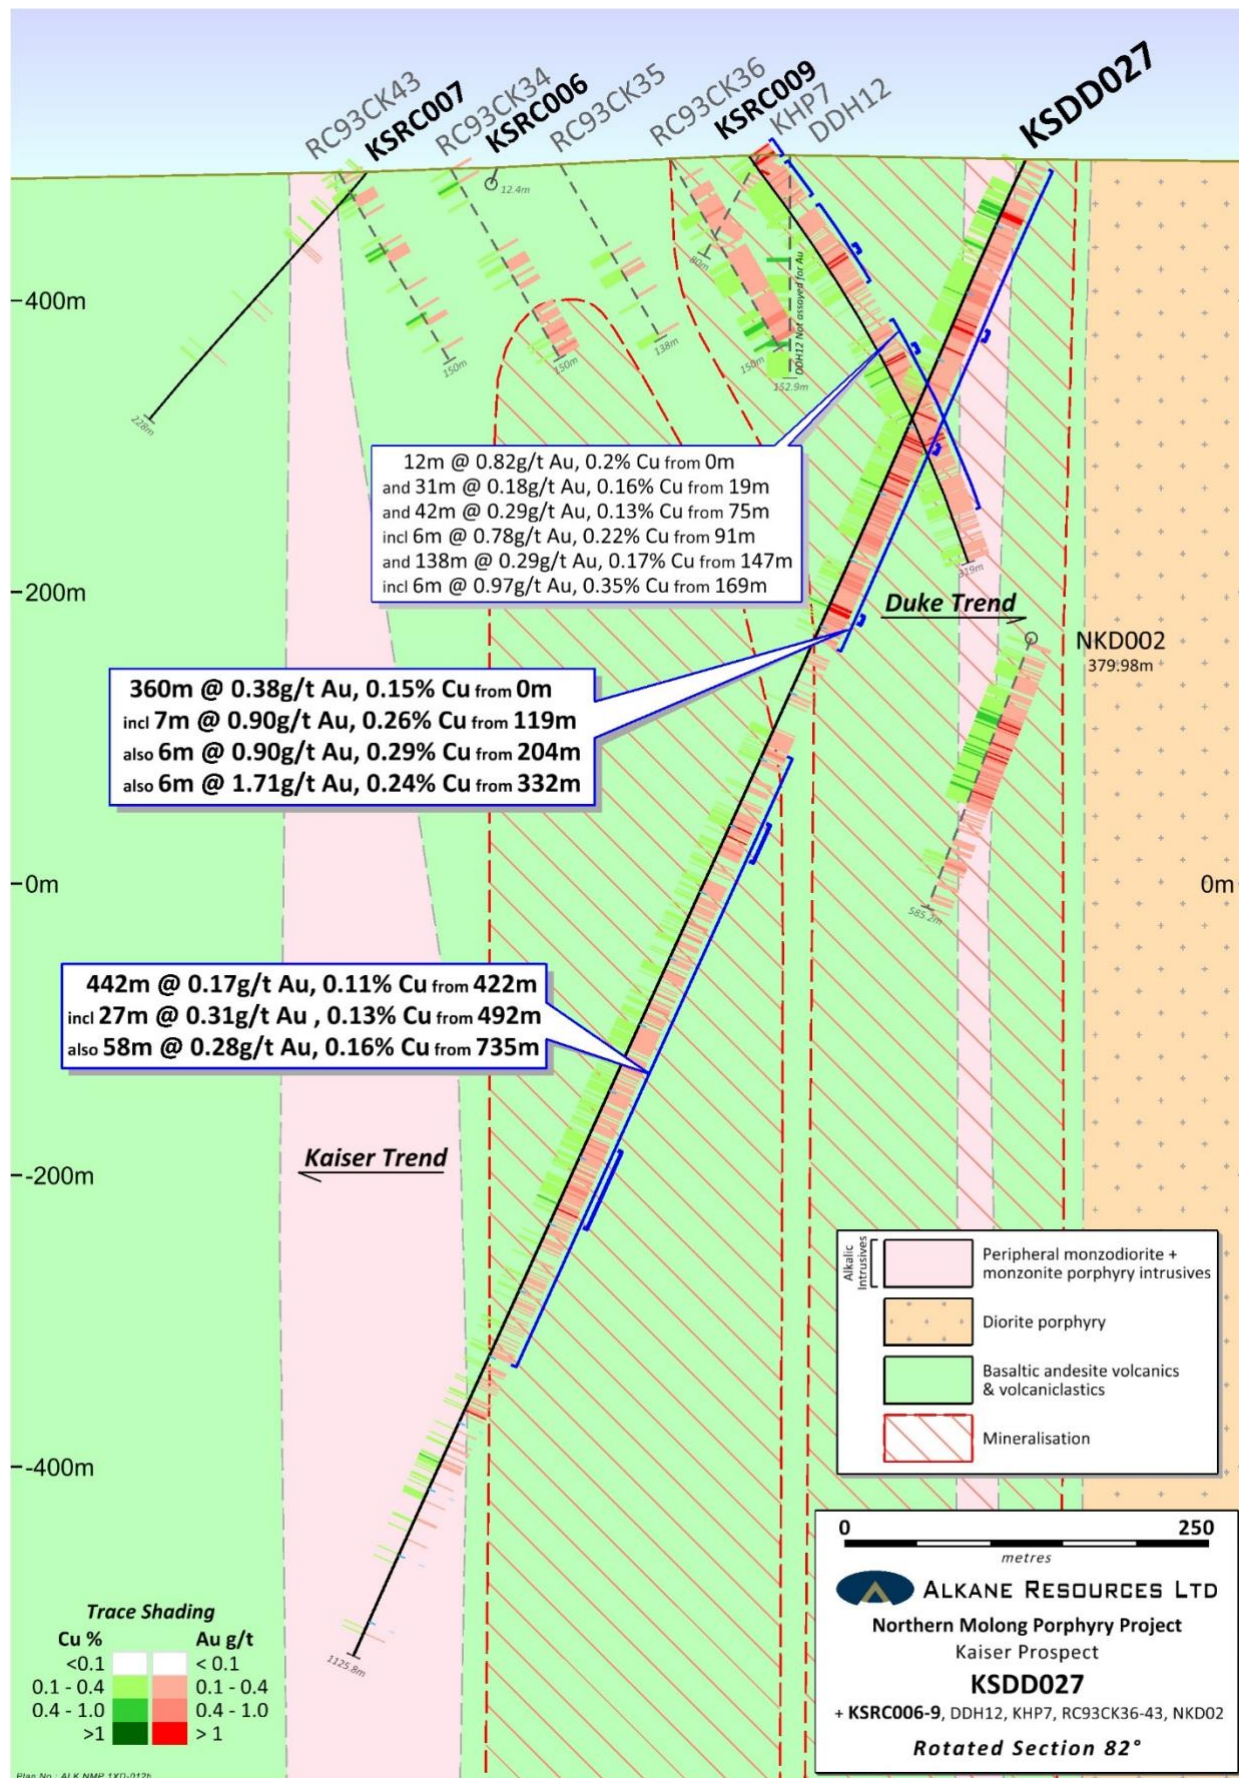 RC93CK43
KSRC007
RC93CK34
KSRC006
RC93CK35
RC93CK36
KSRC009
KHP7
DDH12
KSDD027
12.4m
400m
80m
DDH12 Not assayed for Au
228m
150m
150m
138m
150m
152.9m
12m @ 0.82g/t Au, 0.2% Cu from 0m
and 31m @ 0.18g/t Au, 0.16% Cu from 19m
and 42m @ 0.29g/t Au, 0.13% Cu from 75m
incl 6m @ 0.78g/t Au, 0.22% Cu from 91m
and 138m @ 0.29g/t Au, 0.17% Cu from 147m
incl 6m @ 0.97g/t Au, 0.35% Cu from 169m
319m
200m
Duke Trend
NKD002
379.98m
360m @ 0.38g/t Au, 0.15% Cu from 0m
incl 7m @ 0.90g/t Au, 0.26% Cu from 119m
also 6m @ 0.90g/t Au, 0.29% Cu from 204m
also 6m @ 1.71g/t Au, 0.24% Cu from 332m
0m
0m
585.2m
442m @ 0.17g/t Au, 0.11% Cu from 422m
incl 27m @ 0.31g/t Au , 0.13% Cu from 492m
also 58m @ 0.28g/t Au, 0.16% Cu from 735m
Kaiser Trend
-200m
Alkalic
Intrusives
Peripheral monzodiorite +
monzonite porphyry intrusives
Diorite porphyry
Basaltic andesite volcanics
& volcaniclastics
Mineralisation
-400m
1125.8m
0 250
metres
ALKANE RESOURCES LTD
Northern Molong Porphyry Project
Kaiser Prospect
KSDD027
+ KSRC006-9, DDH12, KHP7, RC93CK36-43, NKD02
Rotated Section 82°
Trace Shading
Cu % Au g/t
<0.1 < 0.1
0.1 - 0.4 0.1 - 0.4
0.4 - 1.0 0.4 - 1.0
>1 > 1